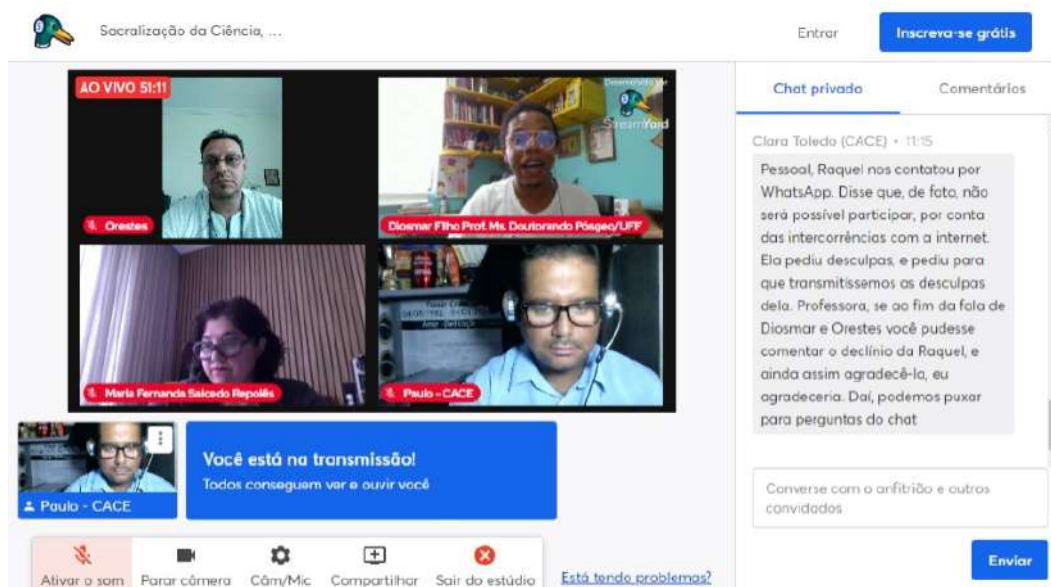 Sacralização da Ciência, ...
Entrar
Inscreva-se grátis
AO VIVO 51:11
Desenvolvido por
StreamYard
Orestes
Diosmar Filho Prof. Ms. Doutorando Pósgeo/UFF
Maria Fernanda Salcedo Repolês
Paulo - CACE
Paulo - CACE
Você está na transmissão!
Todos conseguem ver e ouvir você
Ativar o som
Parar câmera
Câm/Mic
Compartilhar
Sair do estúdio
Está tendo problemas?
Chat privado
Comentários
Clara Toledo (CACE) • 11:15
Pessoal, Raquel nos contatou por
WhatsApp. Disse que, de fato, não
será possível participar, por conta
das intercorrências com a internet.
Ela pediu desculpas, e pediu para
que transmitíssemos as desculpas
dela. Professora, se ao fim da fala de
Diosmar e Orestes você pudesse
comentar o declínio da Raquel, e
ainda assim agradecê-la, eu
agradeceria. Daí, podemos puxar
para perguntas do chat
Converse com o anfitrião e outros
convidados
Enviar